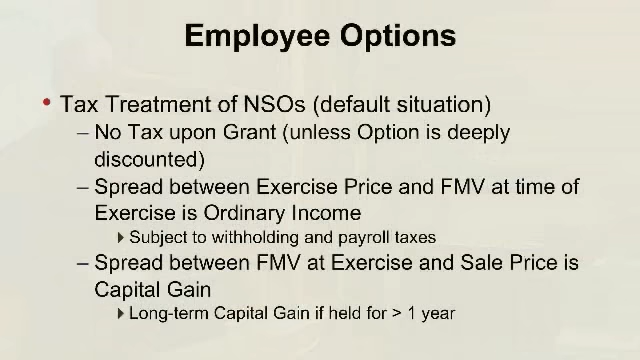 Employee Options
• Tax Treatment of NSOs (default situation)
– No Tax upon Grant (unless Option is deeply
discounted)
– Spread between Exercise Price and FMV at time of
Exercise is Ordinary Income
Subject to withholding and payroll taxes
– Spread between FMV at Exercise and Sale Price is
Capital Gain
Long-term Capital Gain if held for > 1 year